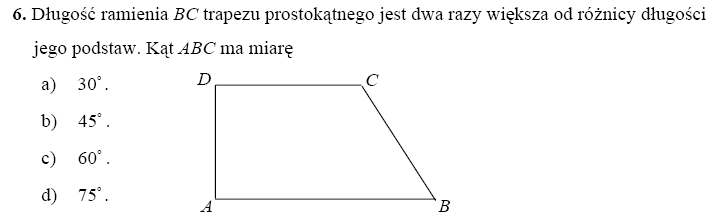 6. Długość ramienia BC trapezu prostokątnego jest dwa razy większa od różnicy długości
jego podstaw. Kąt ABC ma miarę
a) 30°.
b) 45°.
c) 60°.
d) 75°.
D
C
A
B